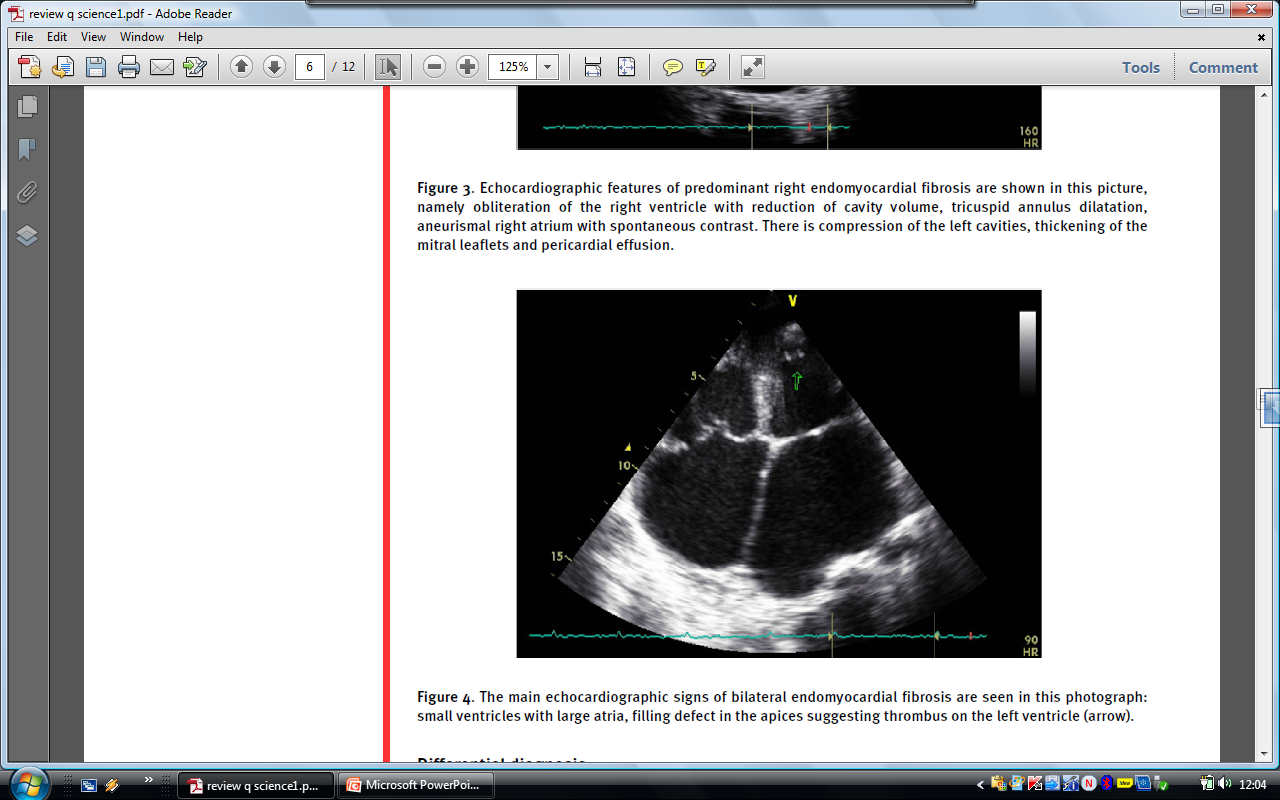 review q science1.pdf - Adobe Reader
File Edit View Window Help
6 / 12 125% Tools Comment
160
HR
Figure 3. Echocardiographic features of predominant right endomyocardial fibrosis are shown in this picture,
namely obliteration of the right ventricle with reduction of cavity volume, tricuspid annulus dilatation,
aneurismal right atrium with spontaneous contrast. There is compression of the left cavities, thickening of the
mitral leaflets and pericardial effusion.
V
5
10
15
90
HR
Figure 4. The main echocardiographic signs of bilateral endomyocardial fibrosis are seen in this photograph:
small ventricles with large atria, filling defect in the apices suggesting thrombus on the left ventricle (arrow).
Differential diagnosis
review q science1.p... Microsoft PowerPoi... 12:04